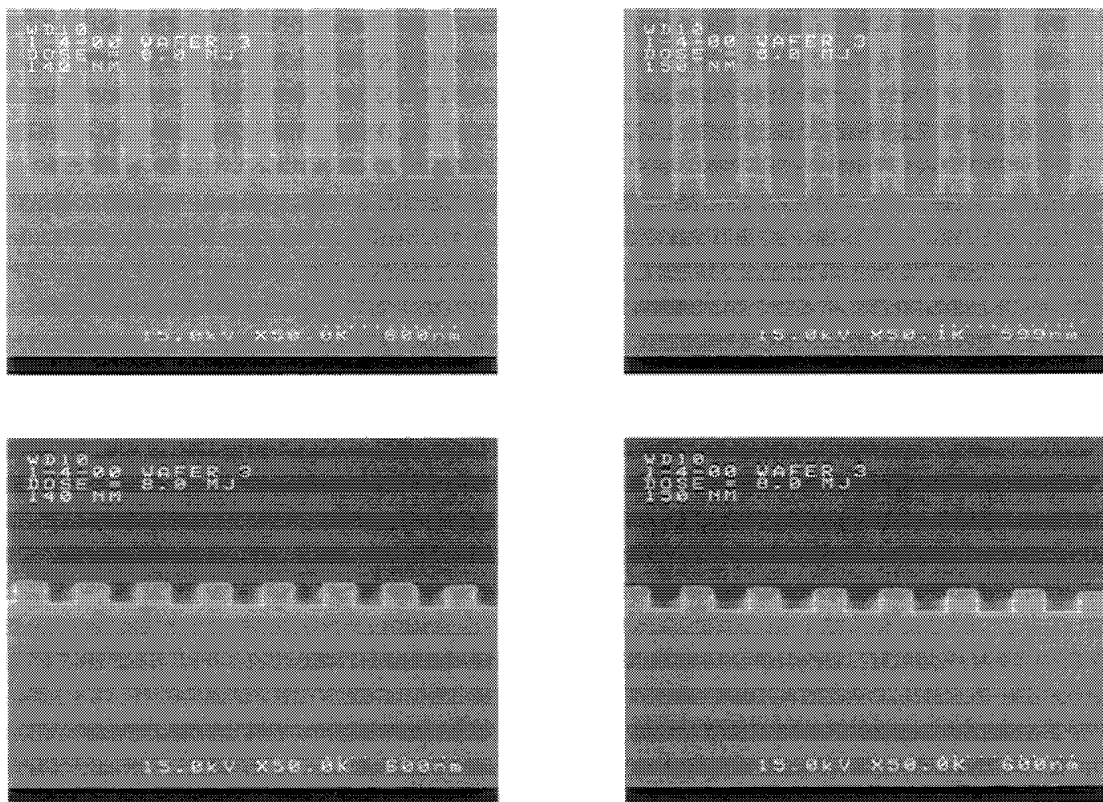 WD10
1-4-00 WAFER 3
DOSE = 8.0 MJ
140 NM
15.0kV X50.0K 600nm
WD10
1-4-00 WAFER 3
DOSE = 8.0 MJ
150 NM
15.0kV X50.1K 599nm
WD10
1-4-00 WAFER 3
DOSE = 8.0 MJ
140 NM
15.0kV X50.0K 600nm
WD10
1-4-00 WAFER 3
DOSE = 8.0 MJ
150 NM
15.0kV X50.0K 600nm